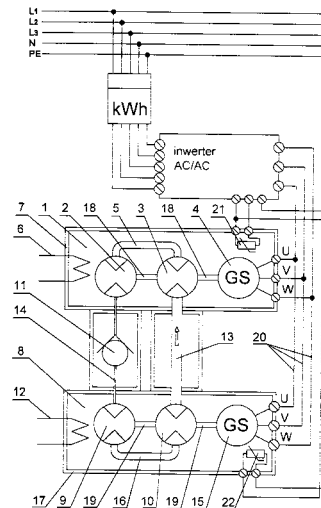 L1
L2
L3
N
PE
kWh
inwerter
AC/AC
5 3 21
1 2 18 18 4
7
6
GS
U
V
W
11
14
13
20
8
12
GS
U
V
W
17 9 19 16 10 19 15 22